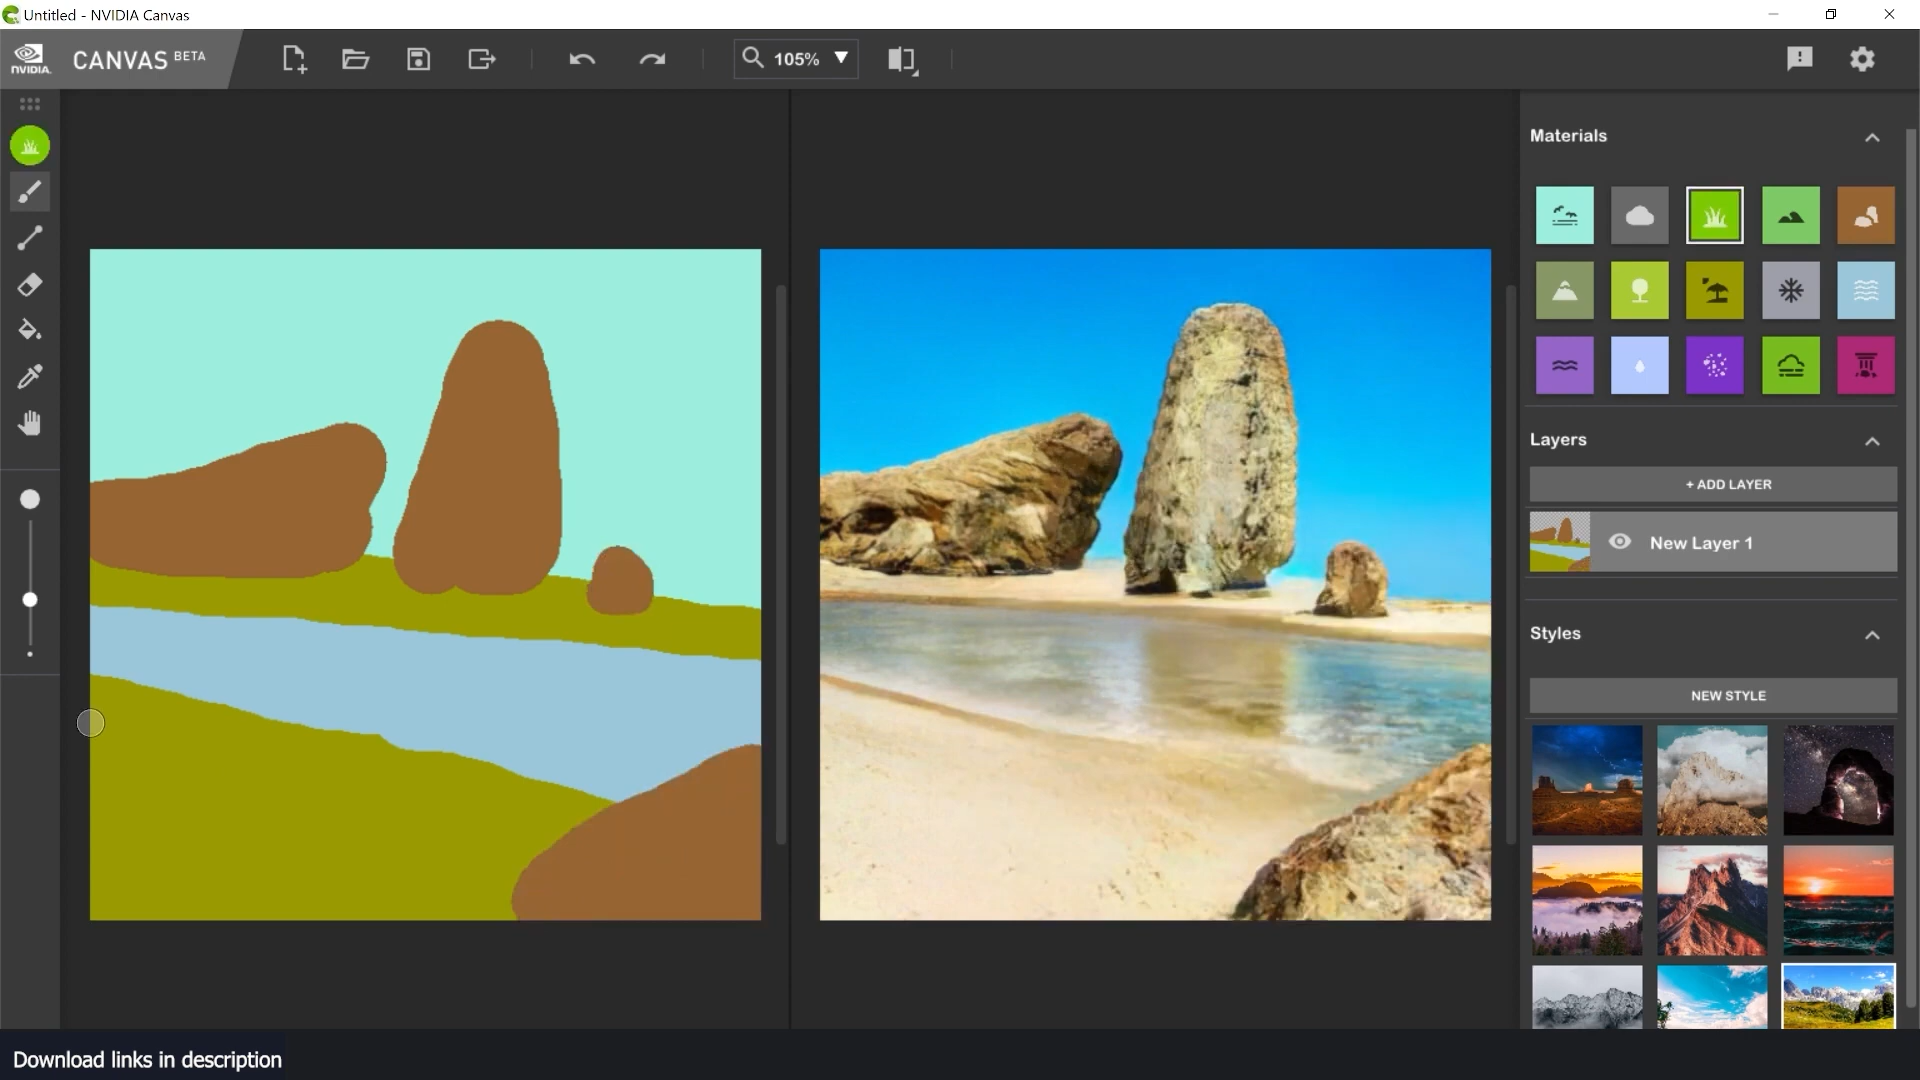 Untitled - NVIDIA Canvas
NVIDIA.
CANVAS BETA
105%
Materials
Layers
+ ADD LAYER
New Layer 1
Styles
NEW STYLE
Download links in description